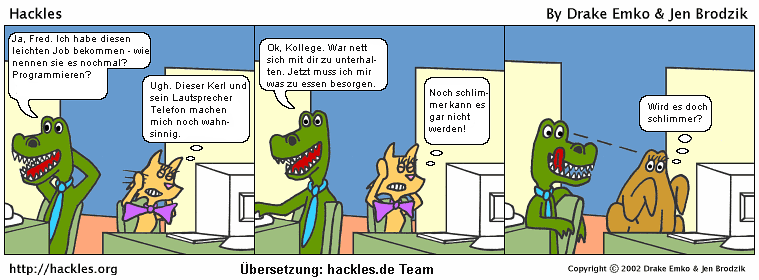 Hackles
By Drake Emko & Jen Brodzik
Ja, Fred. Ich habe diesen
leichten Job bekommen - wie
nennen sie es nochmal?
Programmieren?
Ugh. Dieser Kerl und
sein Lautsprecher
Telefon machen
mich noch wahn-
sinnig.
Ok, Kollege. War nett
sich mit dir zu unterhal-
ten. Jetzt muss ich mir
was zu essen besorgen.
Noch schlim-
mer kann es
gar nicht
werden!
Wird es doch
schlimmer?
http://hackles.org
Übersetzung: hackles.de Team
Copyright © 2002 Drake Emko & Jen Brodzik